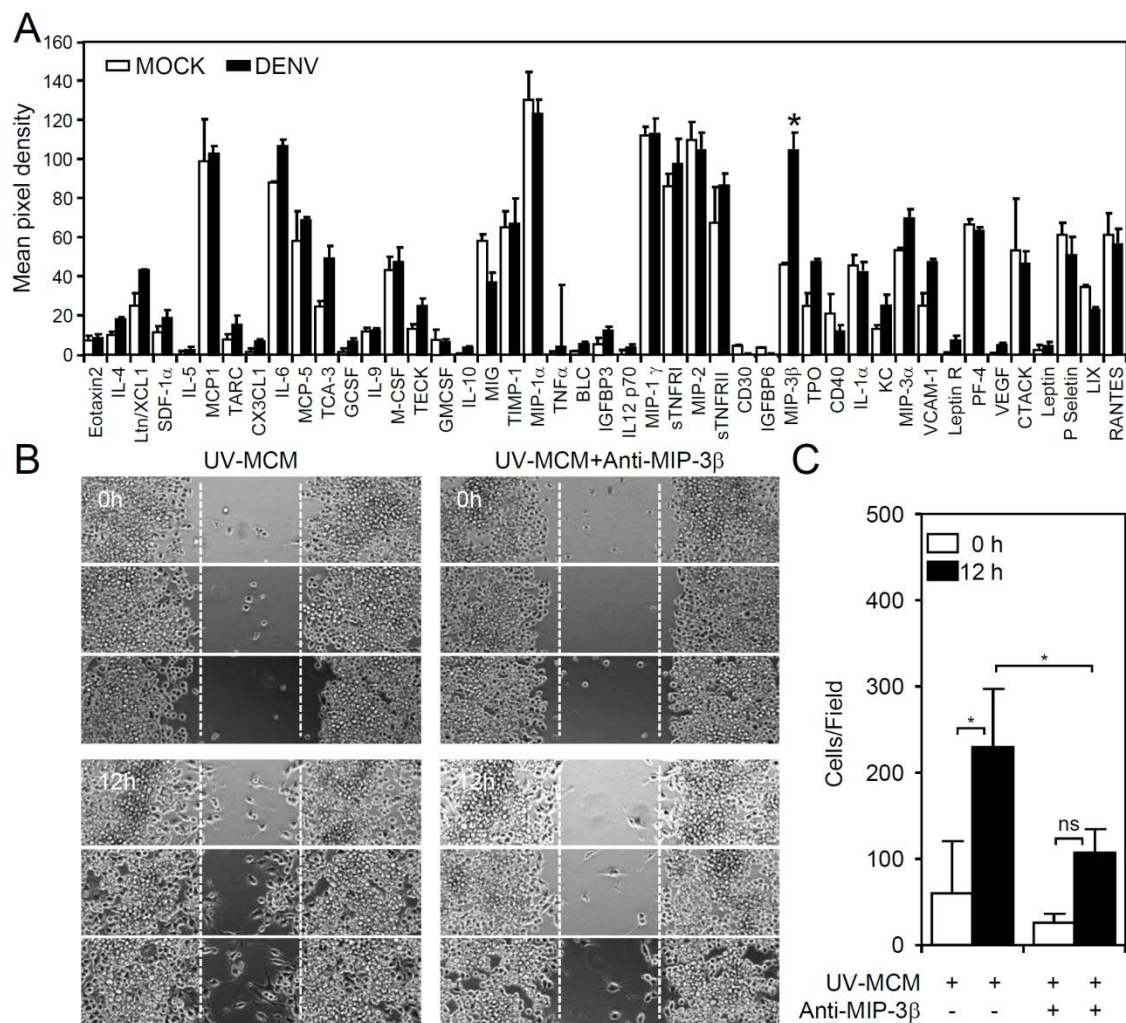 A
160
140
120
100
80
60
40
20
0
Mean pixel density
MOCK DENV
*
Eotaxin2
IL-4
Ltn/XCL1
SDF-1α
IL-5
MCP1
TARC
CX3CL1
IL-6
MCP-5
TCA-3
GCSF
IL-9
M-CSF
TECK
GMCSF
IL-10
MIG
TIMP-1
MIP-1α
TNFα
BLC
IGFBP3
IL12 p70
MIP-1 γ
sTNFRI
MIP-2
sTNFRII
CD30
IGFBP6
MIP-3β
TPO
CD40
IL-1α
KC
MIP-3α
VCAM-1
Leptin R
PF-4
VEGF
CTACK
Leptin
P Seletin
LIX
RANTES
B
UV-MCM
UV-MCM+Anti-MIP-3β
0h
12h
12h
C
500
400
300
200
100
0
Cells/Field
0 h
12 h
*
*
ns
UV-MCM + + + +
Anti-MIP-3β - - + +